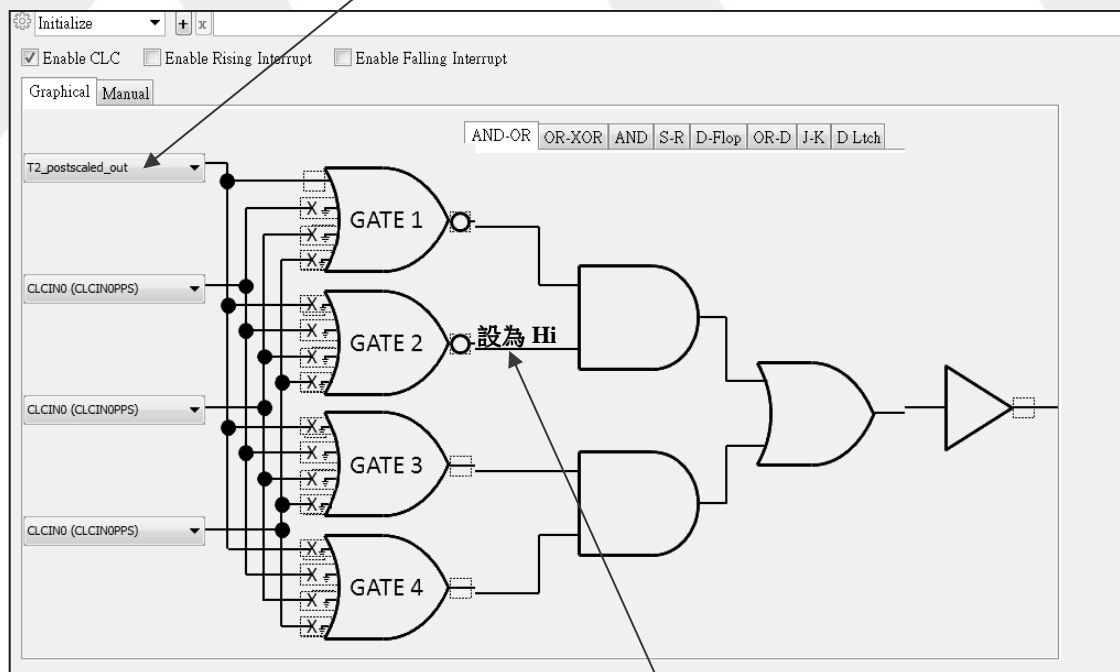 Initialize + x
Enable CLC Enable Rising Interrupt Enable Falling Interrupt
Graphical Manual
AND-OR OR-XOR AND S-R D-Flop OR-D J-K D Ltch
T2_postscaled_out
GATE 1
CLCIN0 (CLCIN0PPS)
GATE 2
設為 Hi
CLCIN0 (CLCIN0PPS)
GATE 3
CLCIN0 (CLCIN0PPS)
GATE 4